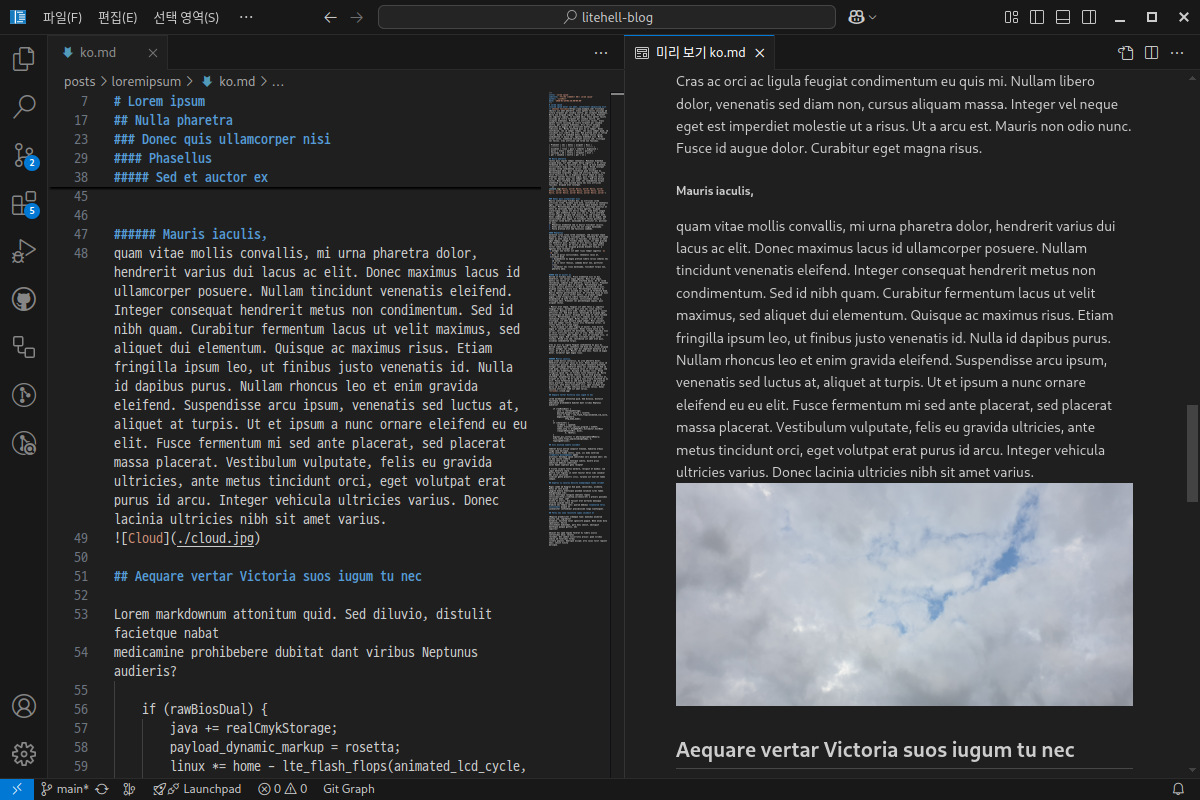 파일(F) 편집(E) 선택 영역(S) ...
litehell-blog
ko.md
미리 보기 ko.md
posts > loremipsum > ko.md > ...
7 # Lorem ipsum
17 ## Nulla pharetra
23 ### Donec quis ullamcorper nisi
29 #### Phasellus
38 ##### Sed et auctor ex
45
46
47 ###### Mauris iaculis,
48 quam vitae mollis convallis, mi urna pharetra dolor,
hendrerit varius dui lacus ac elit. Donec maximus lacus id
ullamcorper posuere. Nullam tincidunt venenatis eleifend.
Integer consequat hendrerit metus non condimentum. Sed id
nibh quam. Curabitur fermentum lacus ut velit maximus, sed
aliquet dui elementum. Quisque ac maximus risus. Etiam
fringilla ipsum leo, ut finibus justo venenatis id. Nulla
id dapibus purus. Nullam rhoncus leo et enim gravida
eleifend. Suspendisse arcu ipsum, venenatis sed luctus at,
aliquet at turpis. Ut et ipsum a nunc ornare eleifend eu eu
elit. Fusce fermentum mi sed ante placerat, sed placerat
massa placerat. Vestibulum vulputate, felis eu gravida
ultricies, ante metus tincidunt orci, eget volutpat erat
purus id arcu. Integer vehicula ultricies varius. Donec
lacinia ultricies nibh sit amet varius.
49 ![Cloud](./cloud.jpg)
50
51 ## Aequare vertar Victoria suos iugum tu nec
52
53 Lorem markdownum attonitum quid. Sed diluvio, distulit
facietque nabat
54 medicamine prohibebere dubitat dant viribus Neptunus
audieris?
55
56 if (rawBiosDual) {
57 java += realCmykStorage;
58 payload_dynamic_markup = rosetta;
59 linux *= home - lte_flash_flops(animated_lcd_cycle,
Cras ac orci ac ligula feugiat condimentum eu quis mi. Nullam libero
dolor, venenatis sed diam non, cursus aliquam massa. Integer vel neque
eget est imperdiet molestie ut a risus. Ut a arcu est. Mauris non odio nunc.
Fusce id augue dolor. Curabitur eget magna risus.
Mauris iaculis,
quam vitae mollis convallis, mi urna pharetra dolor, hendrerit varius dui
lacus ac elit. Donec maximus lacus id ullamcorper posuere. Nullam
tincidunt venenatis eleifend. Integer consequat hendrerit metus non
condimentum. Sed id nibh quam. Curabitur fermentum lacus ut velit
maximus, sed aliquet dui elementum. Quisque ac maximus risus. Etiam
fringilla ipsum leo, ut finibus justo venenatis id. Nulla id dapibus purus.
Nullam rhoncus leo et enim gravida eleifend. Suspendisse arcu ipsum,
venenatis sed luctus at, aliquet at turpis. Ut et ipsum a nunc ornare
eleifend eu eu elit. Fusce fermentum mi sed ante placerat, sed placerat
massa placerat. Vestibulum vulputate, felis eu gravida ultricies, ante
metus tincidunt orci, eget volutpat erat purus id arcu. Integer vehicula
ultricies varius. Donec lacinia ultricies nibh sit amet varius.
Aequare vertar Victoria suos iugum tu nec
2
5
main* Launchpad 0 0 Git Graph